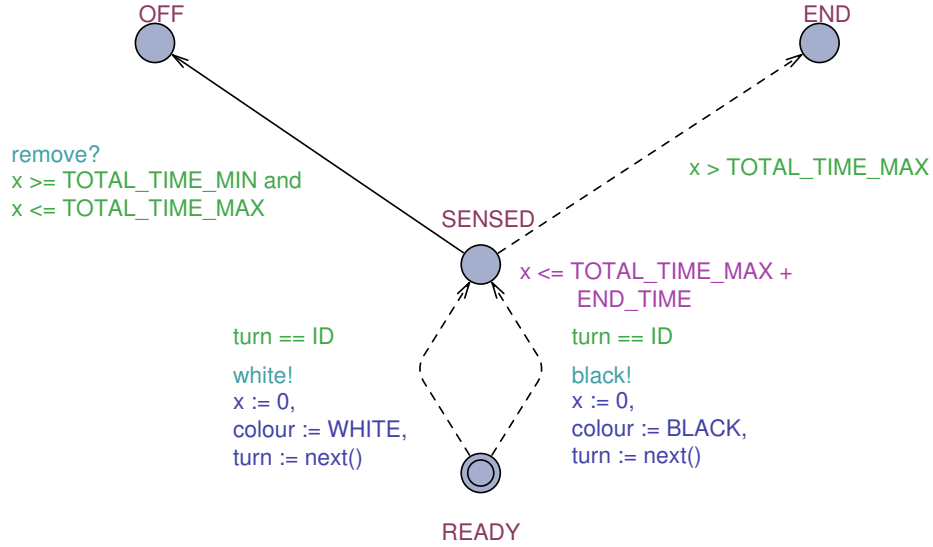 OFF
END
remove?
x >= TOTAL_TIME_MIN and
x <= TOTAL_TIME_MAX
x > TOTAL_TIME_MAX
SENSED
x <= TOTAL_TIME_MAX +
END_TIME
turn == ID
white!
x := 0,
colour := WHITE,
turn := next()
turn == ID
black!
x := 0,
colour := BLACK,
turn := next()
READY